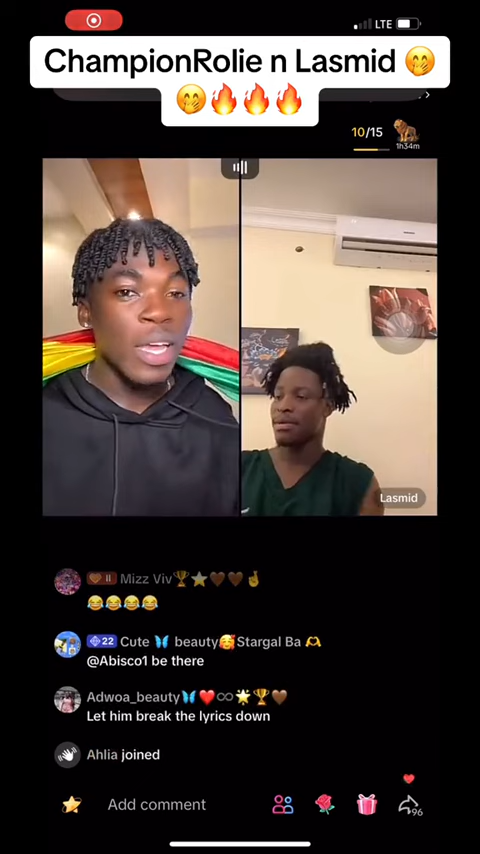 LTE
ChampionRolie n Lasmid 🤭
🤭🔥🔥🔥
10/15
1h34m
Lasmid
II Mizz Viv🏆⭐🤎🤎🤞
😂😂😂😂
22 Cute 🦋 beauty🥰Stargal Ba 🫶
@Abisco1 be there
Adwoa_beauty🦋❤️♾🌟🏆🤎
Let him break the lyrics down
Ahlia joined
Add comment
96